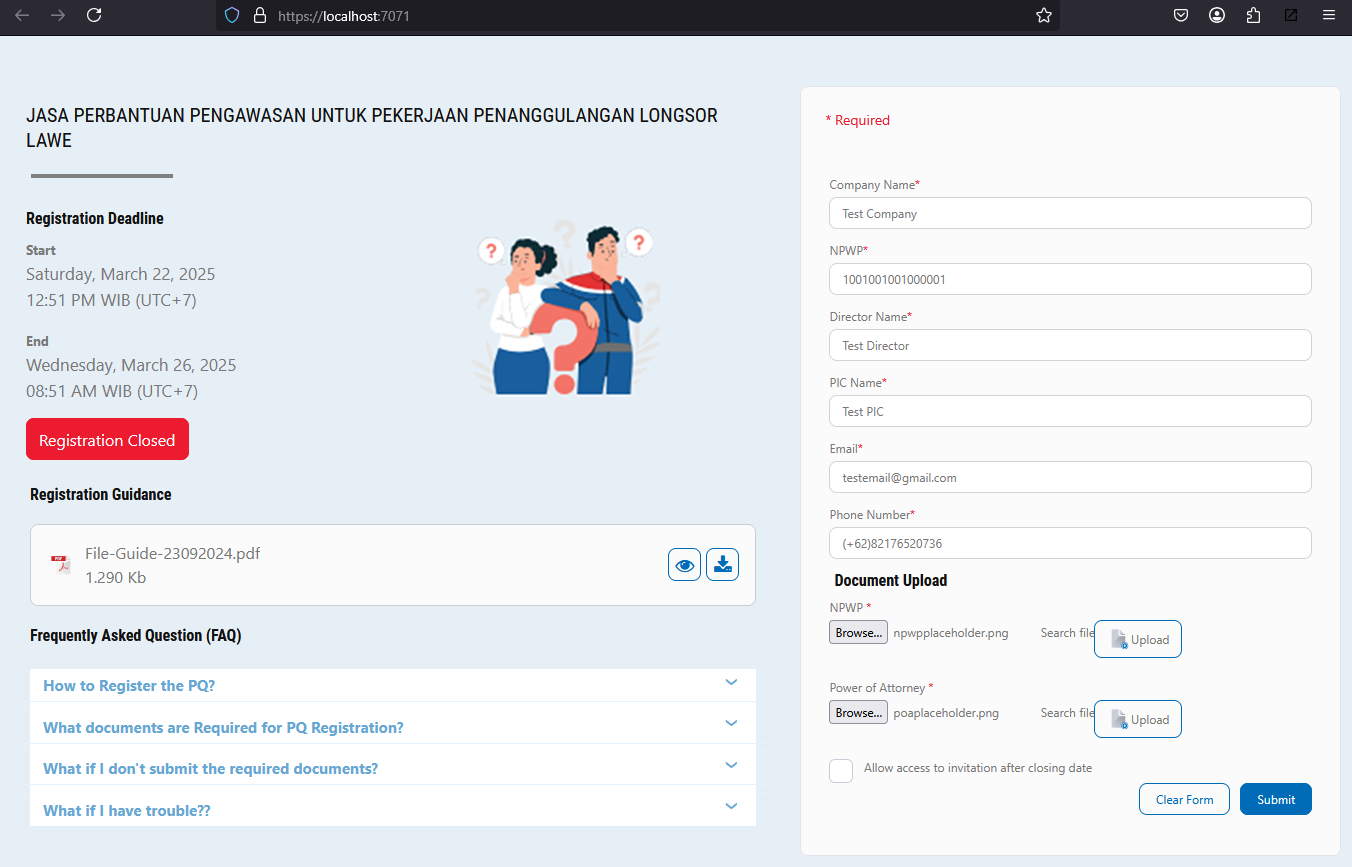 https://localhost:7071
JASA PERBANTUAN PENGAWASAN UNTUK PEKERJAAN PENANGGULANGAN LONGSOR
LAWE
Registration Deadline
Start
Saturday, March 22, 2025
12:51 PM WIB (UTC+7)
End
Wednesday, March 26, 2025
08:51 AM WIB (UTC+7)
Registration Closed
? ?
Registration Guidance
PDF
File-Guide-23092024.pdf
1.290 Kb
Frequently Asked Question (FAQ)
How to Register the PQ?
What documents are Required for PQ Registration?
What if I don't submit the required documents?
What if I have trouble??
* Required
Company Name*
Test Company
NPWP*
1001001001000001
Director Name*
Test Director
PIC Name*
Test PIC
Email*
testemail@gmail.com
Phone Number*
(+62)82176520736
Document Upload
NPWP *
Browse... npwpplaceholder.png Search file Upload
Power of Attorney *
Browse... poaplaceholder.png Search file Upload
Allow access to invitation after closing date
Clear Form Submit